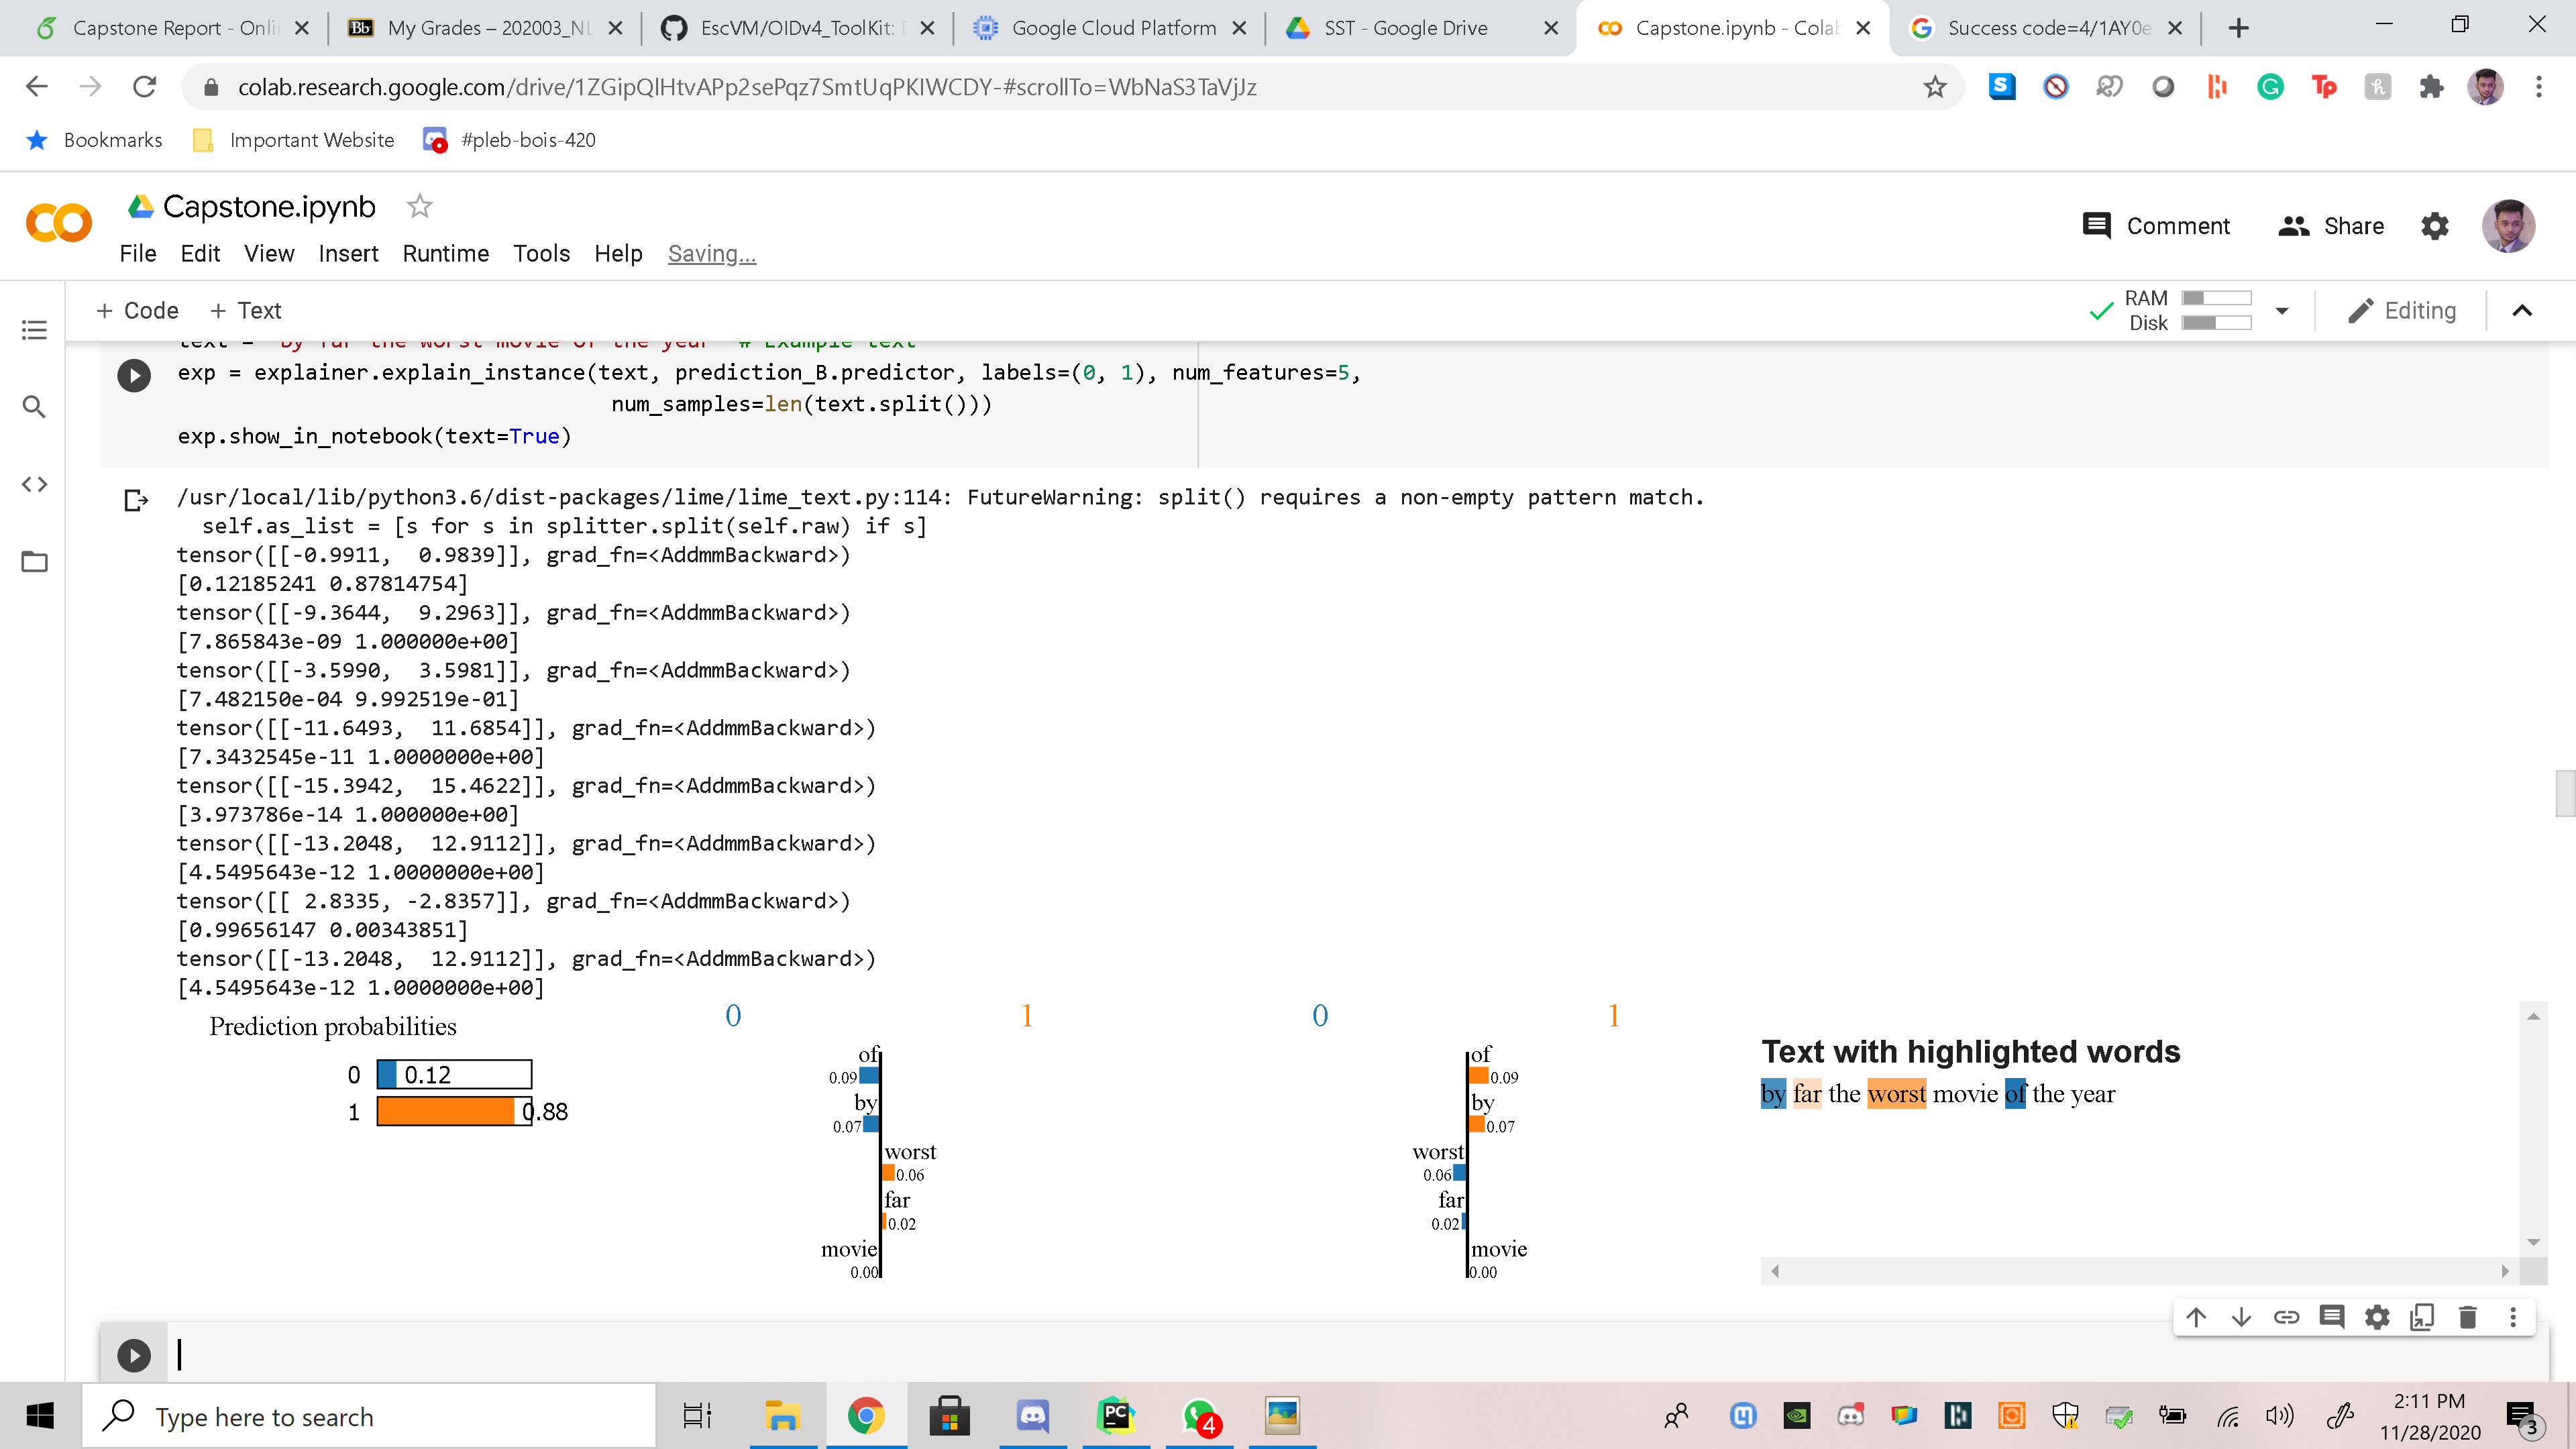 Capstone Report - Onli
My Grades – 202003_NL
EscVM/OIDv4_ToolKit:
Google Cloud Platform
SST - Google Drive
Capstone.ipynb - Colab
Success code=4/1AY0e
colab.research.google.com/drive/1ZGipQlHtvAPp2sePqz7SmtUqPKIWCDY-#scrollTo=WbNaS3TaVjJz
Bookmarks Important Website #pleb-bois-420
Capstone.ipynb
Comment Share
File Edit View Insert Runtime Tools Help Saving...
+ Code + Text
RAM
Disk
Editing
text = "by far the worst movie of the year" # Example text
exp = explainer.explain_instance(text, prediction_B.predictor, labels=(0, 1), num_features=5,
num_samples=len(text.split()))
exp.show_in_notebook(text=True)
/usr/local/lib/python3.6/dist-packages/lime/lime_text.py:114: FutureWarning: split() requires a non-empty pattern match.
self.as_list = [s for s in splitter.split(self.raw) if s]
tensor([[-0.9911,  0.9839]], grad_fn=<AddmmBackward>)
[0.12185241 0.87814754]
tensor([[-9.3644,  9.2963]], grad_fn=<AddmmBackward>)
[7.865843e-09 1.000000e+00]
tensor([[-3.5990,  3.5981]], grad_fn=<AddmmBackward>)
[7.482150e-04 9.992519e-01]
tensor([[-11.6493,  11.6854]], grad_fn=<AddmmBackward>)
[7.3432545e-11 1.0000000e+00]
tensor([[-15.3942,  15.4622]], grad_fn=<AddmmBackward>)
[3.973786e-14 1.000000e+00]
tensor([[-13.2048,  12.9112]], grad_fn=<AddmmBackward>)
[4.5495643e-12 1.0000000e+00]
tensor([[ 2.8335, -2.8357]], grad_fn=<AddmmBackward>)
[0.99656147 0.00343851]
tensor([[-13.2048,  12.9112]], grad_fn=<AddmmBackward>)
[4.5495643e-12 1.0000000e+00]
Prediction probabilities
0 0.12
1 0.88
0 1
of
0.09
by
0.07
worst
0.06
far
0.02
movie
0.00
0 1
of
0.09
by
0.07
worst
0.06
far
0.02
movie
0.00
Text with highlighted words
by far the worst movie of the year
Type here to search
PC
4
2:11 PM
11/28/2020
3